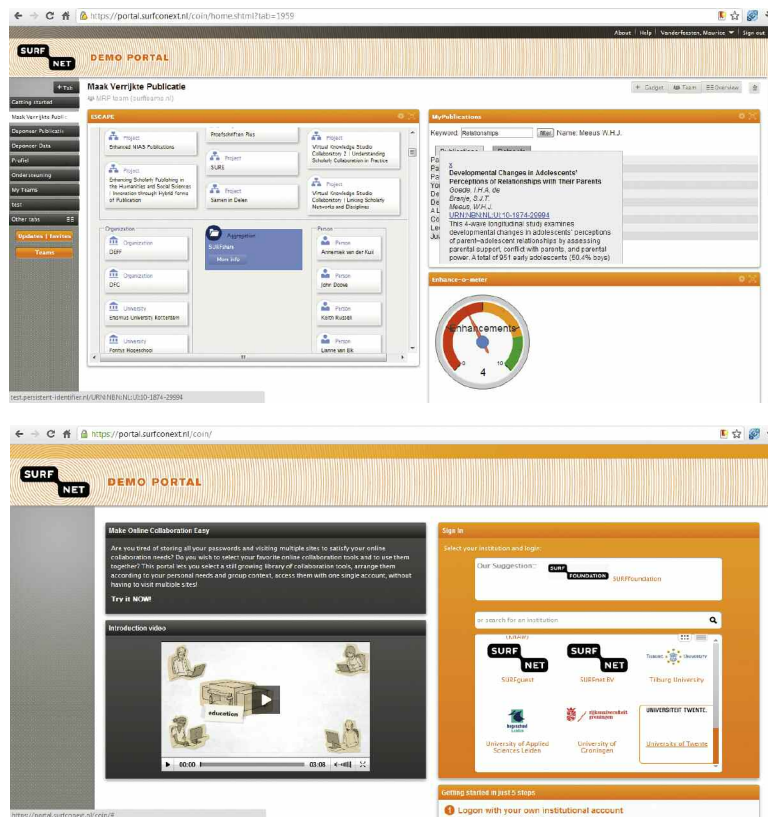 https://portal.surfconext.nl/coin/home.shtml?tab=1959
About | Help | Vanderfeesten, Maurice | Sign out
SURF
NET
DEMO PORTAL
+ Tab
Getting started
Maak Verrijkte Publi
Deponeer Publicatie
Deponeer Data
Profiel
Ondersteuning
My Teams
test
Other tabs
Updates | Invites
Teams
Maak Verrijkte Publicatie
MRF team (surfteams.nl)
+ Gadget
Team
Overview
ESCAPE
Project
Enhanced NIAS Publications
Proefschriften Plus
Project
Virtual Knowledge Studio
Collaboratory 2 | Understanding
Scholarly Collaboration in Practice
Project
SURE
Project
Enhancing Scholarly Publishing in
the Humanities and Social Sciences
| Innovation through Hybrid forms
of Publication
Project
Samen in Delen
Project
Virtual Knowledge Studio
Collaboratory | Linking Scholarly
Networks and Disciplines
Organization
Organization
DEFF
Organization
DFC
University
Erasmus University Rotterdam
University
Fontys Hogeschool
Aggregation
SURFshare
More info
Person
Person
Annemiek van der Kuil
Person
John Doove
Person
Keith Russell
Person
Lianne van Elk
MyPublications
Keyword: Relationships
filter
Name: Meeus W.H.J.
Publications
Datasets
x
Developmental Changes in Adolescents'
Perceptions of Relationships with Their Parents
Goede, I.H.A. de
Branje, S.J.T.
Meeus, W.H.J.
URN:NBN:NL:UI:10-1874-29994
This 4-wave longitudinal study examines
developmental changes in adolescents' perceptions
of parent-adolescent relationships by assessing
parental support, conflict with parents, and parental
power. A total of 951 early adolescents (50.4% boys)
Enhance-o-meter
Enhancements
0
10
4
test.persistent-identifier.nl/URN:NBN:NL:UI:10-1874-29994
https://portal.surfconext.nl/coin/
SURF
NET
DEMO PORTAL
Make Online Collaboration Easy
Are you tired of storing all your passwords and visiting multiple sites to satisfy your online
collaboration needs? Do you wish to select your favorite online collaboration tools and to use them
together? This portal lets you select a still growing library of collaboration tools, arrange them
according to your personal needs and group context, access them with one single account, without
having to visit multiple sites!
Try it NOW!
Introduction video
education
00:00
03:08
Sign in
Select your institution and login:
Our Suggestion:
SURF
FOUNDATION
SURFfoundation
or search for an institution
(KNAW)
SURF
NET
SURFguest
SURF
NET
SURFnet BV
Tilburg University
Tilburg University
hogeschool
Leiden
University of Applied
Sciences Leiden
rijksuniversiteit
groningen
University of
Groningen
UNIVERSITEIT TWENTE.
University of Twente
Getting started in just 5 steps
1 Logon with your own institutional account
https://portal.surfconext.nl/coin/#